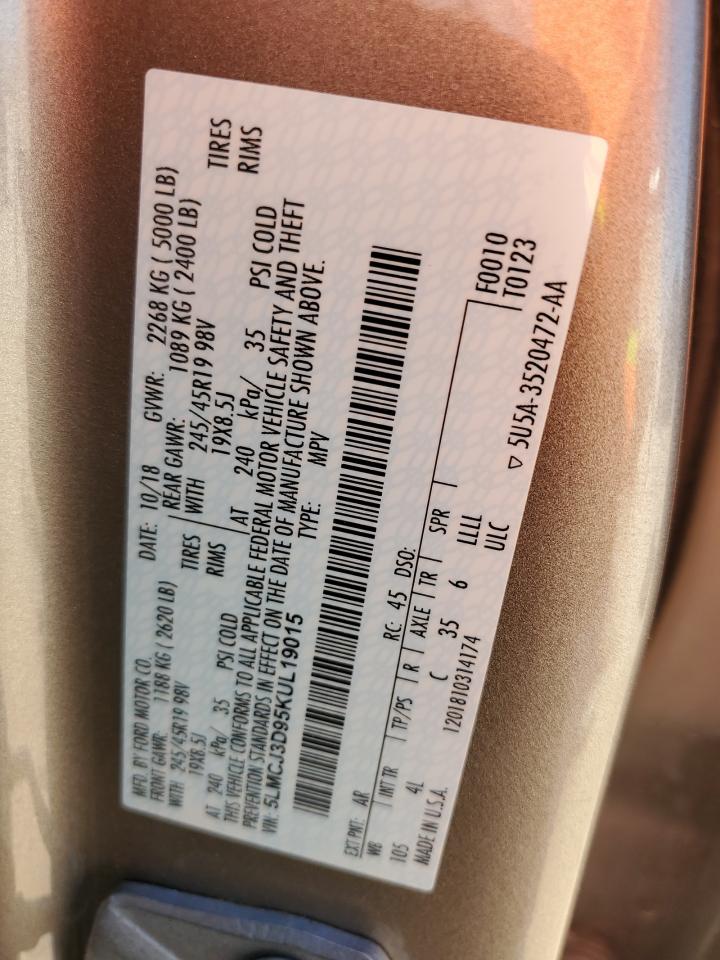 MFD. BY FORD MOTOR CO.
DATE: 10/18 GVWR: 2268 KG ( 5000 LB)
FRONT GAWR: 1188 KG ( 2620 LB) REAR GAWR: 1089 KG ( 2400 LB)
WITH 245/45R19 98V TIRES WITH 245/45R19 98V TIRES
19X8.5J RIMS 19X8.5J RIMS
AT 240 kPa/ 35 PSI COLD AT 240 kPa/ 35 PSI COLD
THIS VEHICLE CONFORMS TO ALL APPLICABLE FEDERAL MOTOR VEHICLE SAFETY AND THEFT
PREVENTION STANDARDS IN EFFECT ON THE DATE OF MANUFACTURE SHOWN ABOVE.
VIN: 5LMCJ3D95KUL19015 TYPE: MPV
EXT PNT: AR RC: 45 DSO:
WB INT TR TP/PS R AXLE TR SPR F0010
105 4L C 35 6 LLLL T0123
MADE IN U.S.A. 1201810314174 ULC
▽ 5U5A-3520472-AA